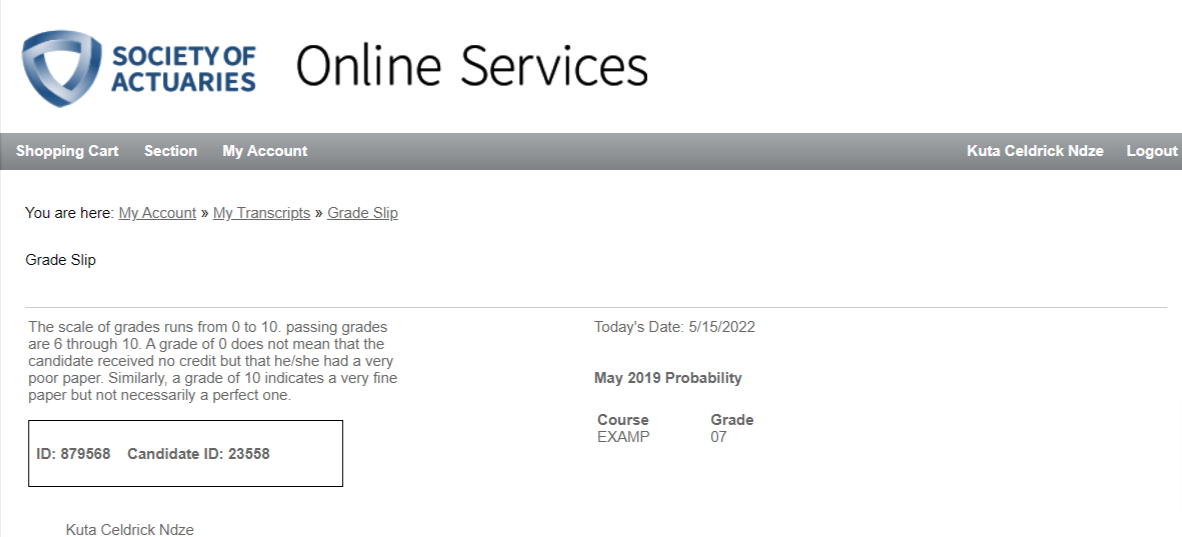 SOCIETY OF
ACTUARIES
Online Services
Shopping Cart Section My Account Kuta Celdrick Ndze Logout
You are here: My Account » My Transcripts » Grade Slip
Grade Slip
The scale of grades runs from 0 to 10. passing grades
are 6 through 10. A grade of 0 does not mean that the
candidate received no credit but that he/she had a very
poor paper. Similarly, a grade of 10 indicates a very fine
paper but not necessarily a perfect one.
ID: 879568 Candidate ID: 23558
Kuta Celdrick Ndze
Today's Date: 5/15/2022
May 2019 Probability
Course Grade
EXAMP 07